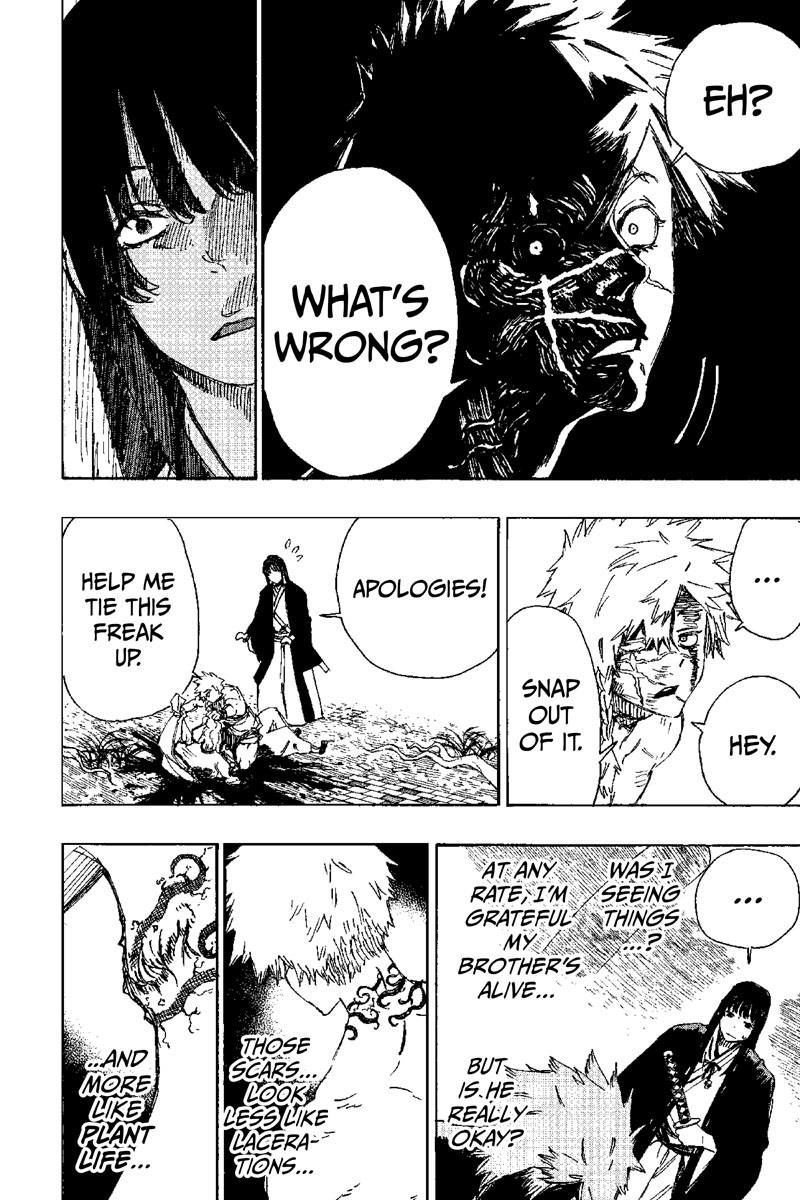 EH?
WHAT'S
WRONG?
...
HEY.
SNAP
OUT
OF IT.
APOLOGIES!
HELP ME
TIE THIS
FREAK
UP.
...
WAS I
SEEING
THINGS
...?
AT ANY
RATE, I'M
GRATEFUL
MY
BROTHER'S
ALIVE...
BUT
IS HE
REALLY
OKAY?
THOSE
SCARS...
LOOK
LESS LIKE
LACERA-
TIONS...
...AND
MORE
LIKE
PLANT
LIFE...